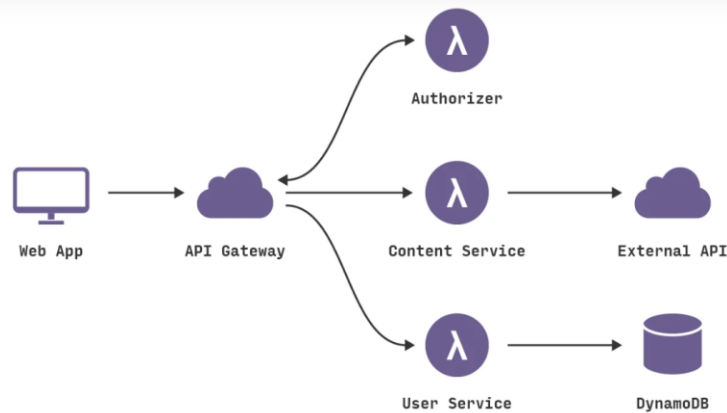 λ
Authorizer
λ
Web App
API Gateway
Content Service
External API
λ
User Service
DynamoDB